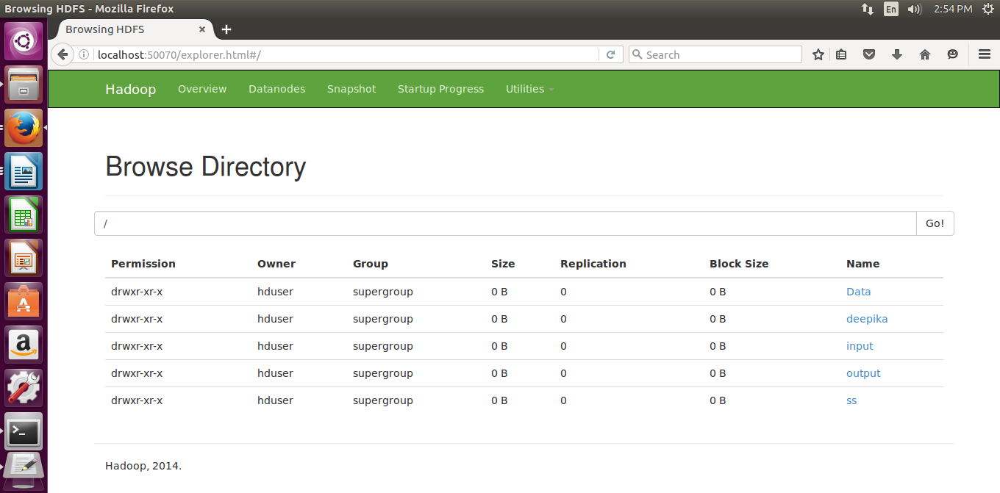 Browsing HDFS - Mozilla Firefox En 2:54 PM
Browsing HDFS
localhost:50070/explorer.html#/ Search
Hadoop Overview Datanodes Snapshot Startup Progress Utilities
Browse Directory
/ Go!
Permission Owner Group Size Replication Block Size Name
drwxr-xr-x hduser supergroup 0 B 0 0 B Data
drwxr-xr-x hduser supergroup 0 B 0 0 B deepika
drwxr-xr-x hduser supergroup 0 B 0 0 B input
drwxr-xr-x hduser supergroup 0 B 0 0 B output
drwxr-xr-x hduser supergroup 0 B 0 0 B ss
Hadoop, 2014.